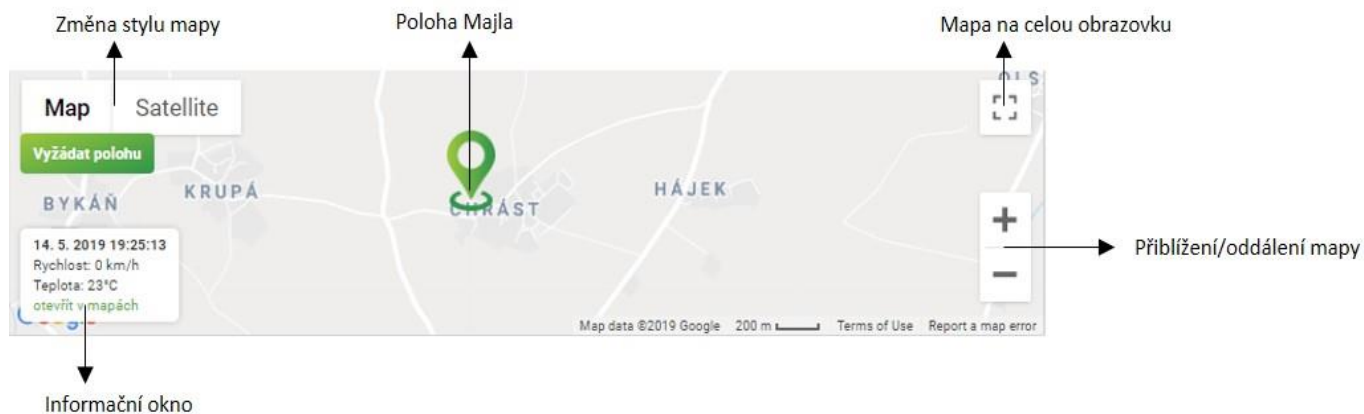 Změna stylu mapy
Poloha Majla
Mapa na celou obrazovku
Map
Satellite
OLS
Vyžádat polohu
BYKÁŇ
KRUPÁ
CHRÁST
HÁJEK
14. 5. 2019 19:25:13
Rychlost: 0 km/h
Teplota: 23°C
otevřít v mapách
Google
+
−
Přiblížení/oddálení mapy
Map data ©2019 Google
200 m
Terms of Use
Report a map error
Informační okno